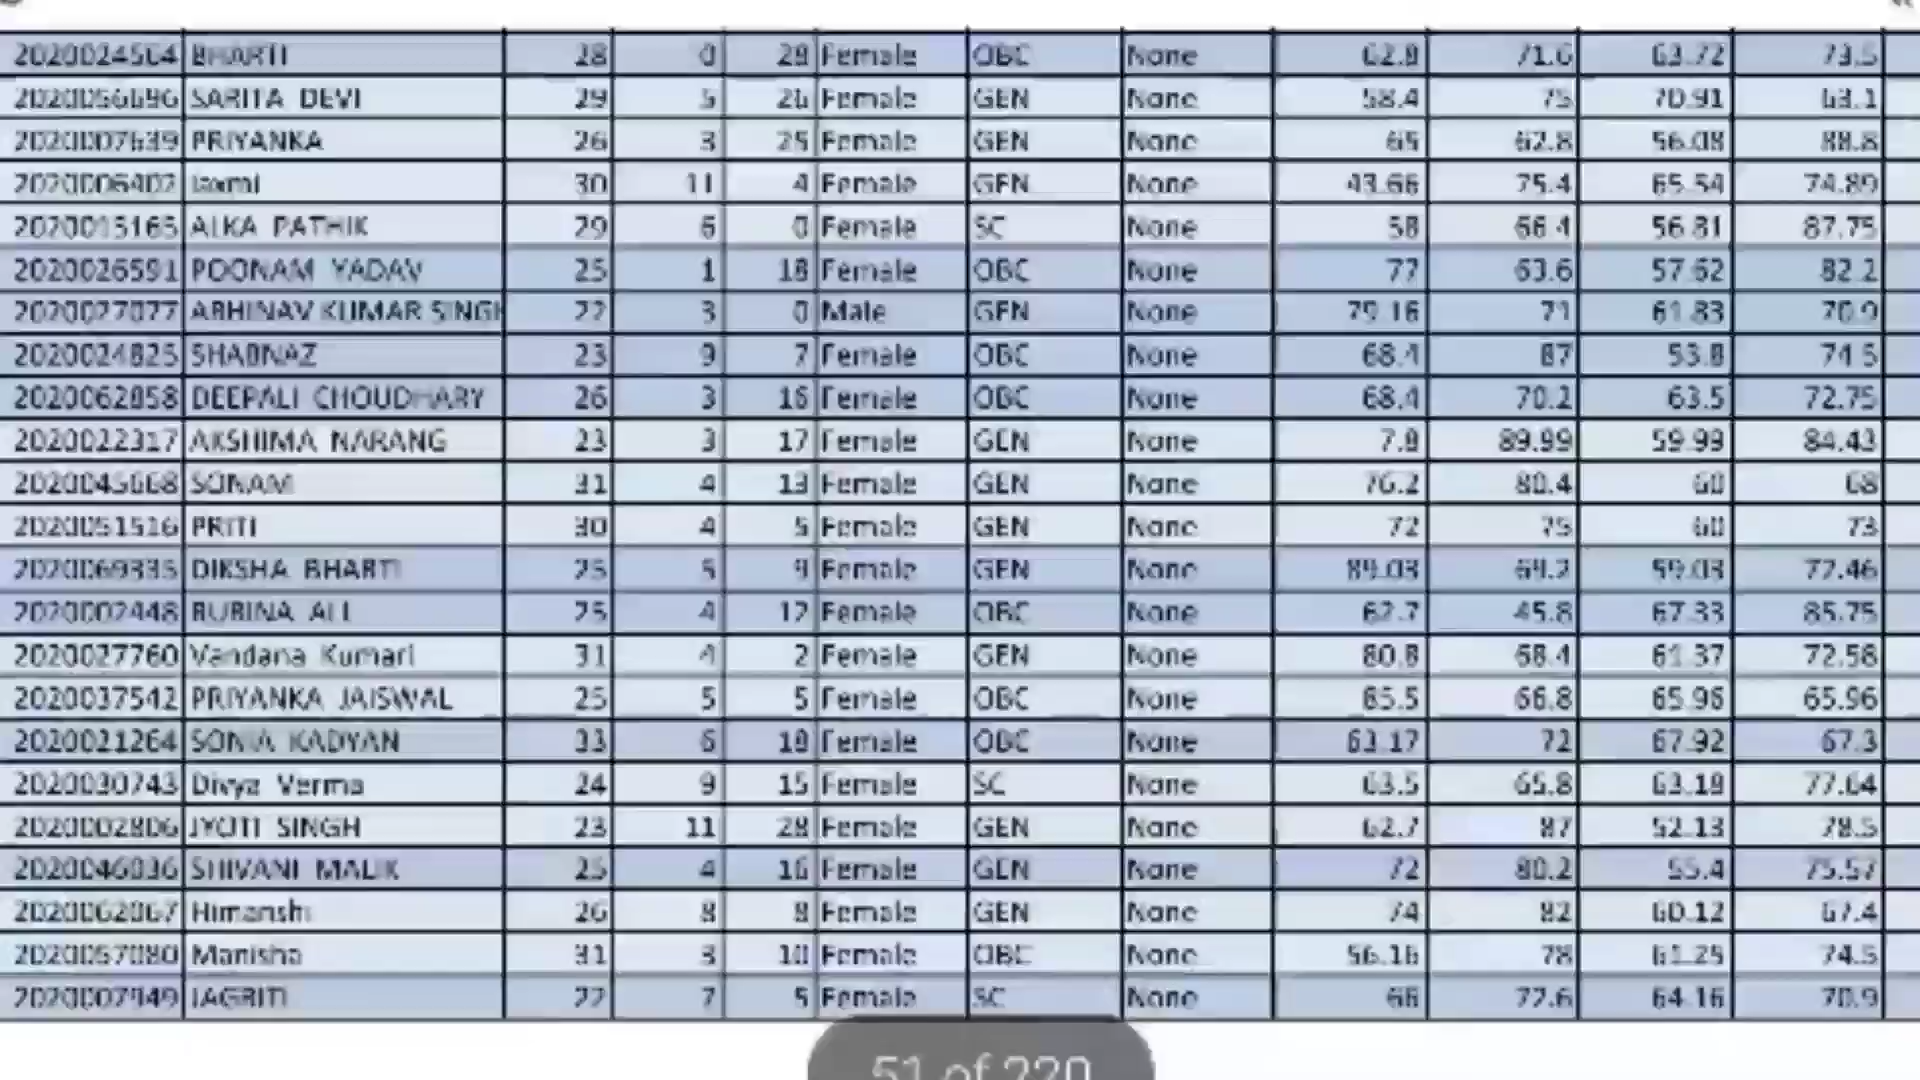 2020024564 BHARTI 28 0 28 Female OBC None 62.8 71.6 63.72 73.5
2020056696 SARITA DEVI 29 5 26 Female GEN None 58.4 75 70.91 63.1
2020007639 PRIYANKA 26 3 25 Female GEN None 65 62.8 56.08 88.8
2020006402 laxmi 30 11 4 Female GEN None 43.66 75.4 65.54 74.89
2020015165 ALKA PATHIK 29 6 0 Female SC None 58 66.4 56.81 87.75
2020026591 POONAM YADAV 25 1 18 Female OBC None 77 63.6 57.62 82.2
2020027077 ABHINAV KUMAR SINGH 22 3 0 Male GEN None 79.16 71 61.83 70.9
2020024825 SHABNAZ 23 9 7 Female OBC None 68.4 87 53.8 74.5
2020062858 DEEPALI CHOUDHARY 26 3 16 Female OBC None 68.4 70.2 63.5 72.75
2020022317 AKSHIMA NARANG 23 3 17 Female GEN None 7.8 89.99 59.99 84.43
2020045668 SONAM 31 4 13 Female GEN None 76.2 80.4 60 68
2020051516 PRITI 30 4 5 Female GEN None 72 75 60 73
2020069335 DIKSHA BHARTI 25 5 9 Female GEN None 89.03 69.2 59.03 77.46
2020002448 RUBINA ALI 25 4 12 Female OBC None 62.7 45.8 67.33 85.75
2020027760 Vandana Kumari 31 4 2 Female GEN None 80.8 68.4 61.37 72.58
2020037542 PRIYANKA JAISWAL 25 5 5 Female OBC None 65.5 66.8 65.96 65.96
2020021264 SONIA KADYAN 33 6 18 Female OBC None 63.17 72 67.92 67.3
2020030743 Divya Verma 24 9 15 Female SC None 63.5 65.8 63.18 77.64
2020002806 JYOTI SINGH 23 11 28 Female GEN None 62.7 87 52.13 78.5
2020046036 SHIVANI MALIK 25 4 16 Female GEN None 72 80.2 55.4 75.57
2020062067 Himanshi 26 8 8 Female GEN None 74 82 60.12 67.4
2020057080 Manisha 31 3 10 Female OBC None 56.16 78 61.25 74.5
2020007949 JAGRITI 22 7 5 Female SC None 66 77.6 64.16 70.9
51 of 220